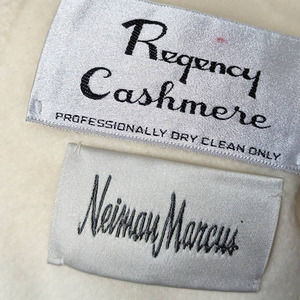 Regency
Cashmere
PROFESSIONALLY DRY CLEAN ONLY
Neiman Marcus